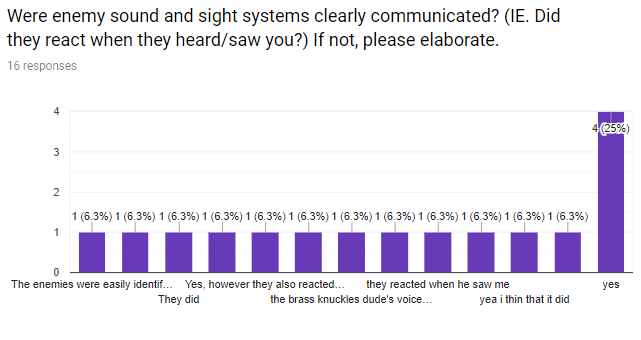 Were enemy sound and sight systems clearly communicated? (IE. Did
they react when they heard/saw you?) If not, please elaborate.
16 responses
4
3
2
1
0
1 (6.3%) 1 (6.3%) 1 (6.3%) 1 (6.3%) 1 (6.3%) 1 (6.3%) 1 (6.3%) 1 (6.3%) 1 (6.3%) 1 (6.3%) 1 (6.3%) 1 (6.3%)
4 (25%)
The enemies were easily identif… Yes, however they also reacted… they reacted when he saw me yes
They did the brass knuckles dude's voice… yea i thin that it did